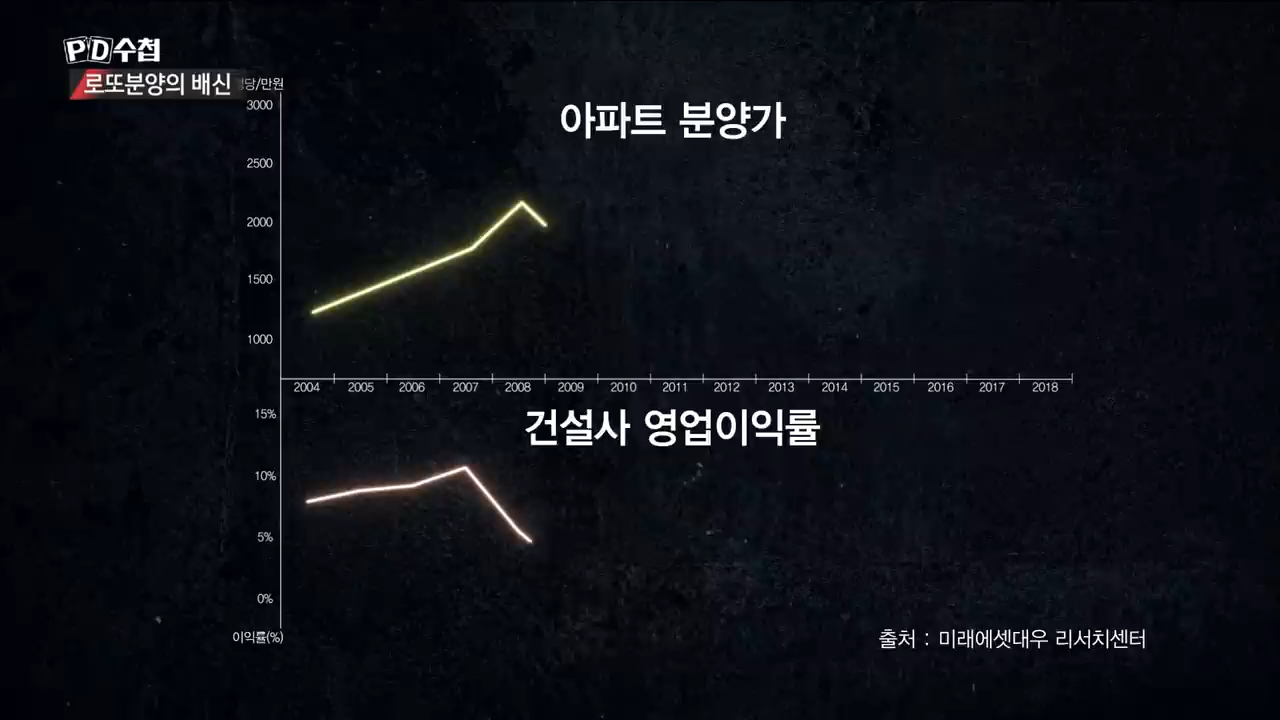 PD수첩
로또분양의 배신
당/만원
아파트 분양가
3000
2500
2000
1500
1000
2004 2005 2006 2007 2008 2009 2010 2011 2012 2013 2014 2015 2016 2017 2018
건설사 영업이익률
15%
10%
5%
0%
이익률(%)
출처 : 미래에셋대우 리서치센터